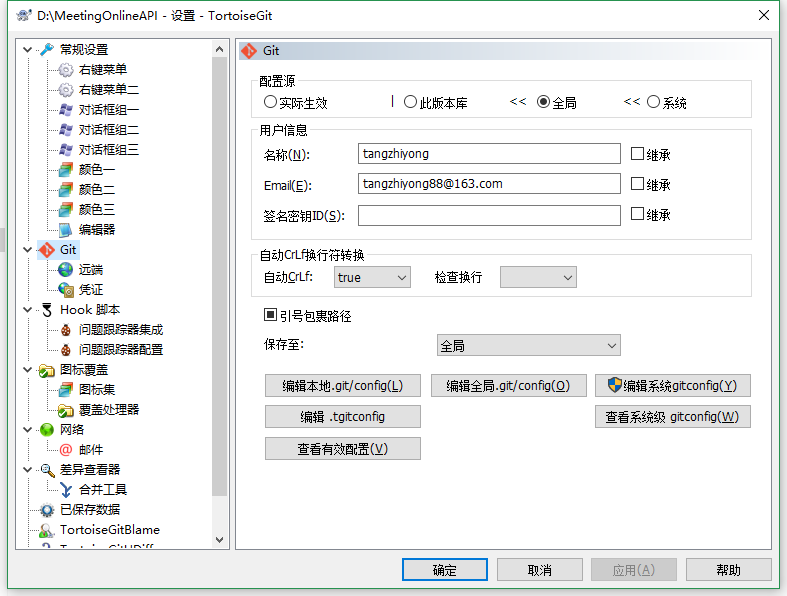 D:\MeetingOnlineAPI - 设置 - TortoiseGit
常规设置
右键菜单
右键菜单二
对话框组一
对话框组二
对话框组三
颜色一
颜色二
颜色三
编辑器
Git
远端
凭证
Hook 脚本
问题跟踪器集成
问题跟踪器配置
图标覆盖
图标集
覆盖处理器
网络
邮件
差异查看器
合并工具
已保存数据
TortoiseGitBlame
Git
配置源
实际生效 | 此版本库 << 全局 << 系统
用户信息
名称(N): tangzhiyong 继承
Email(E): tangzhiyong88@163.com 继承
签名密钥ID(S): 继承
自动CrLf换行符转换
自动CrLf: true 检查换行
引号包裹路径
保存至: 全局
编辑本地.git/config(L) 编辑全局.git/config(O) 编辑系统gitconfig(Y)
编辑 .tgitconfig 查看系统级 gitconfig(W)
查看有效配置(V)
确定 取消 应用(A) 帮助